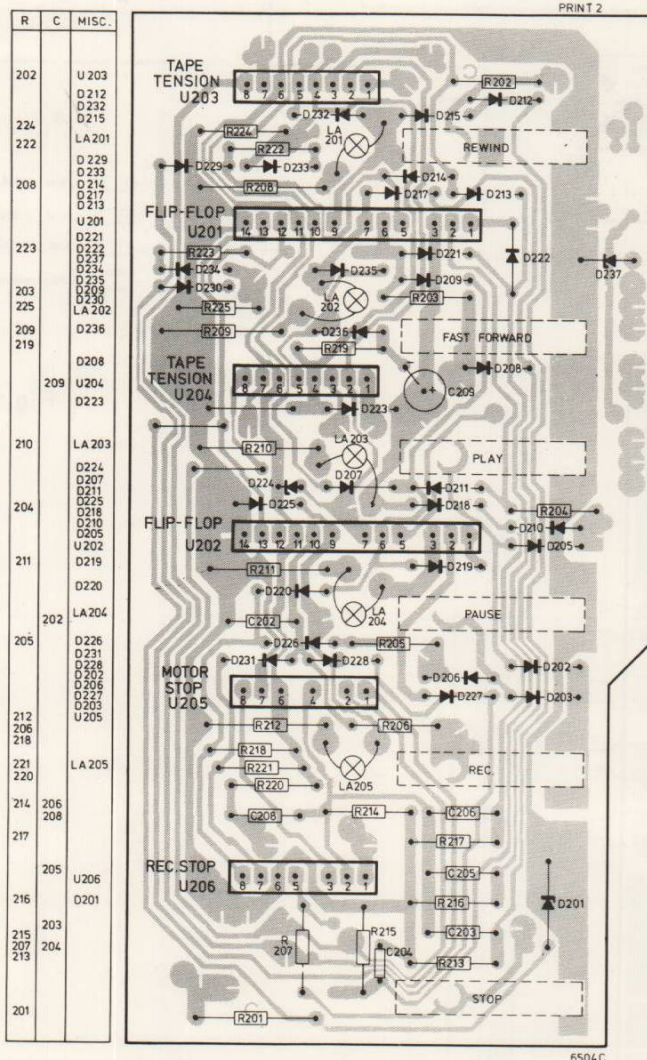 PRINT 2
R C MISC.
202 U203
D212
D232
D215
224
222 LA201
D229
D233
208 D214
D217
D213
U201
D221
223 D222
D237
D234
D235
203 D209
D230
225 LA202
209 D236
219
D208
209 U204
D223
210 LA203
D224
D207
D211
D225
204 D218
D210
D205
U202
211 D219
D220
202 LA204
205 D226
D231
D228
D202
D206
D227
D203
212 U205
206
218
221 LA205
220
214 206
208
217
205
U206
216 D201
203
215
207 204
213
201
TAPE
TENSION
U203
8 7 6 5 4 3 2 1
R202
D212
D232
D215
R224
LA
201
REWIND
R222
D229
D233
D214
R208
D217
D213
FLIP-FLOP
U201
14 13 12 11 10 9 7 6 5 3 2 1
R223
D221
D222
D237
D234
D235
D209
D230
LA
202
R203
R225
R209
D236
FAST FORWARD
R219
TAPE
TENSION
U204
8 7 6 5 4 3 2 1
D208
+
C209
D223
R210
LA203
PLAY
D224
D207
D211
D225
D218
R204
D210
D205
FLIP-FLOP
U202
14 13 12 11 10 9 7 6 5 3 2 1
R211
D219
D220
LA
204
PAUSE
C202
D226
R205
D231
D228
D202
MOTOR
STOP
U205
8 7 6 4 2 1
D206
D227
D203
R212
R206
R218
R221
LA205
REC.
R220
C208
R214
C206
R217
REC.STOP
U206
8 7 6 5 3 2 1
C205
R216
D201
R
207
R215
C203
C204
R213
STOP
R201
6504C